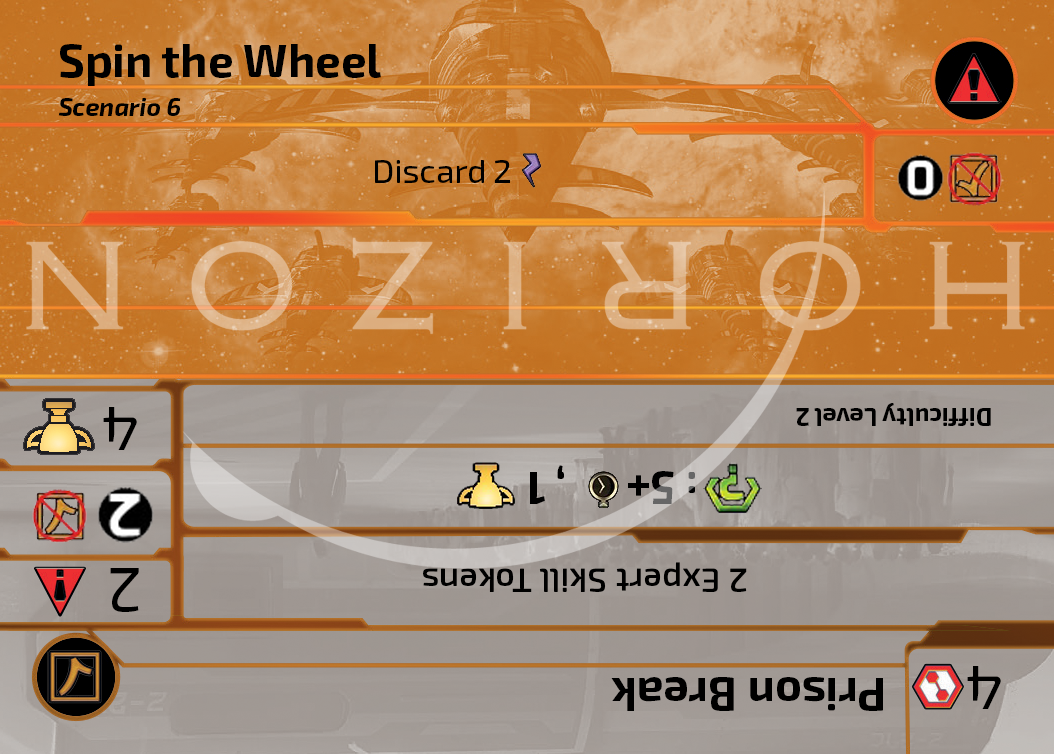 Spin the Wheel
Scenario 6
Discard 2
0
HORIZON
Prison Break
4
2 Expert Skill Tokens
2
: 5+ , 1
2
Difficulty Level 2
4